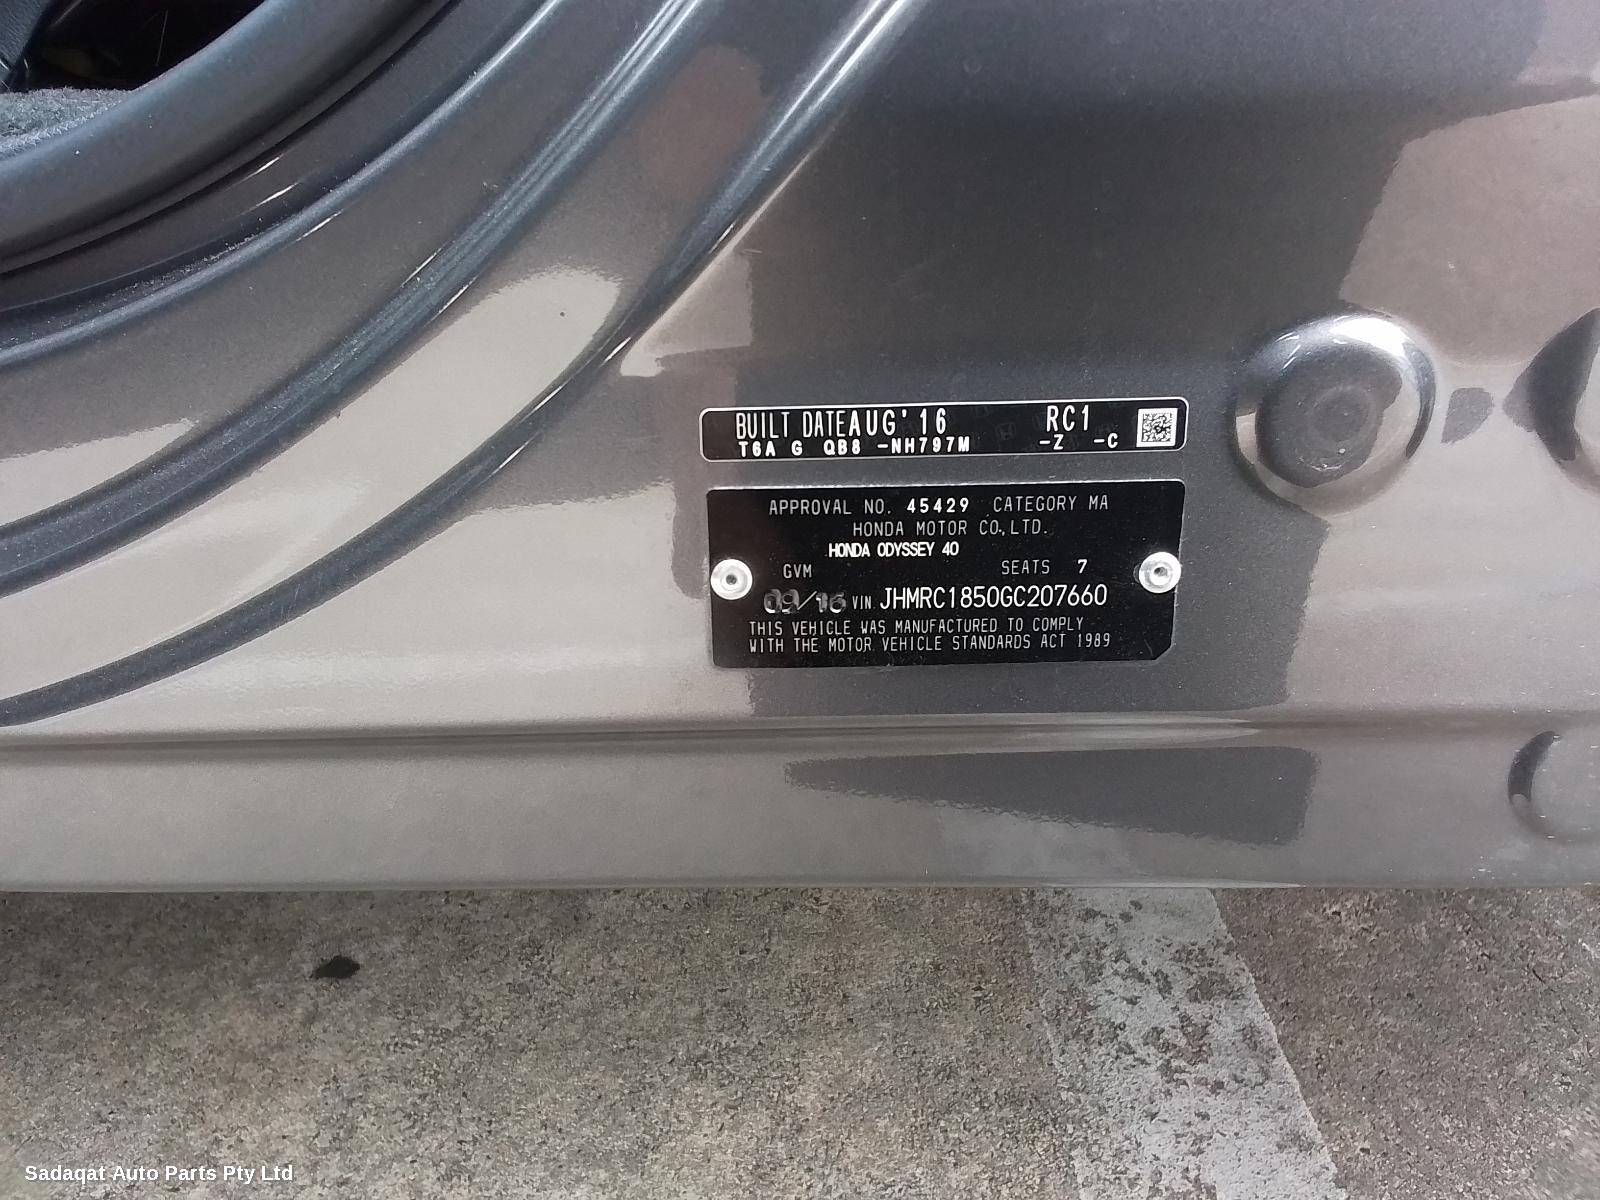 BUILT DATE AUG'16 RC1
T6A G QB8 -NH797M -Z -C
APPROVAL NO. 45429 CATEGORY MA
HONDA MOTOR CO., LTD.
HONDA ODYSSEY 40
GVM SEATS 7
09/16 VIN. JHMRC1850GC207660
THIS VEHICLE WAS MANUFACTURED TO COMPLY
WITH THE MOTOR VEHICLE STANDARDS ACT 1989
Sadaqat Auto Parts Pty Ltd